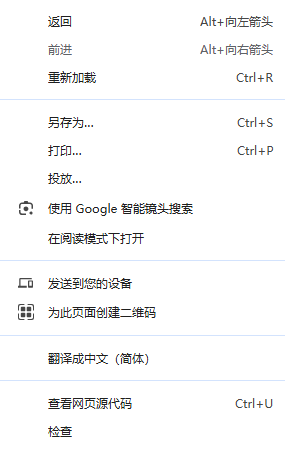 返回 Alt+向左箭头
前进 Alt+向右箭头
重新加载 Ctrl+R
另存为... Ctrl+S
打印... Ctrl+P
投放...
使用 Google 智能镜头搜索
在阅读模式下打开
发送到您的设备
为此页面创建二维码
翻译成中文（简体）
查看网页源代码 Ctrl+U
检查